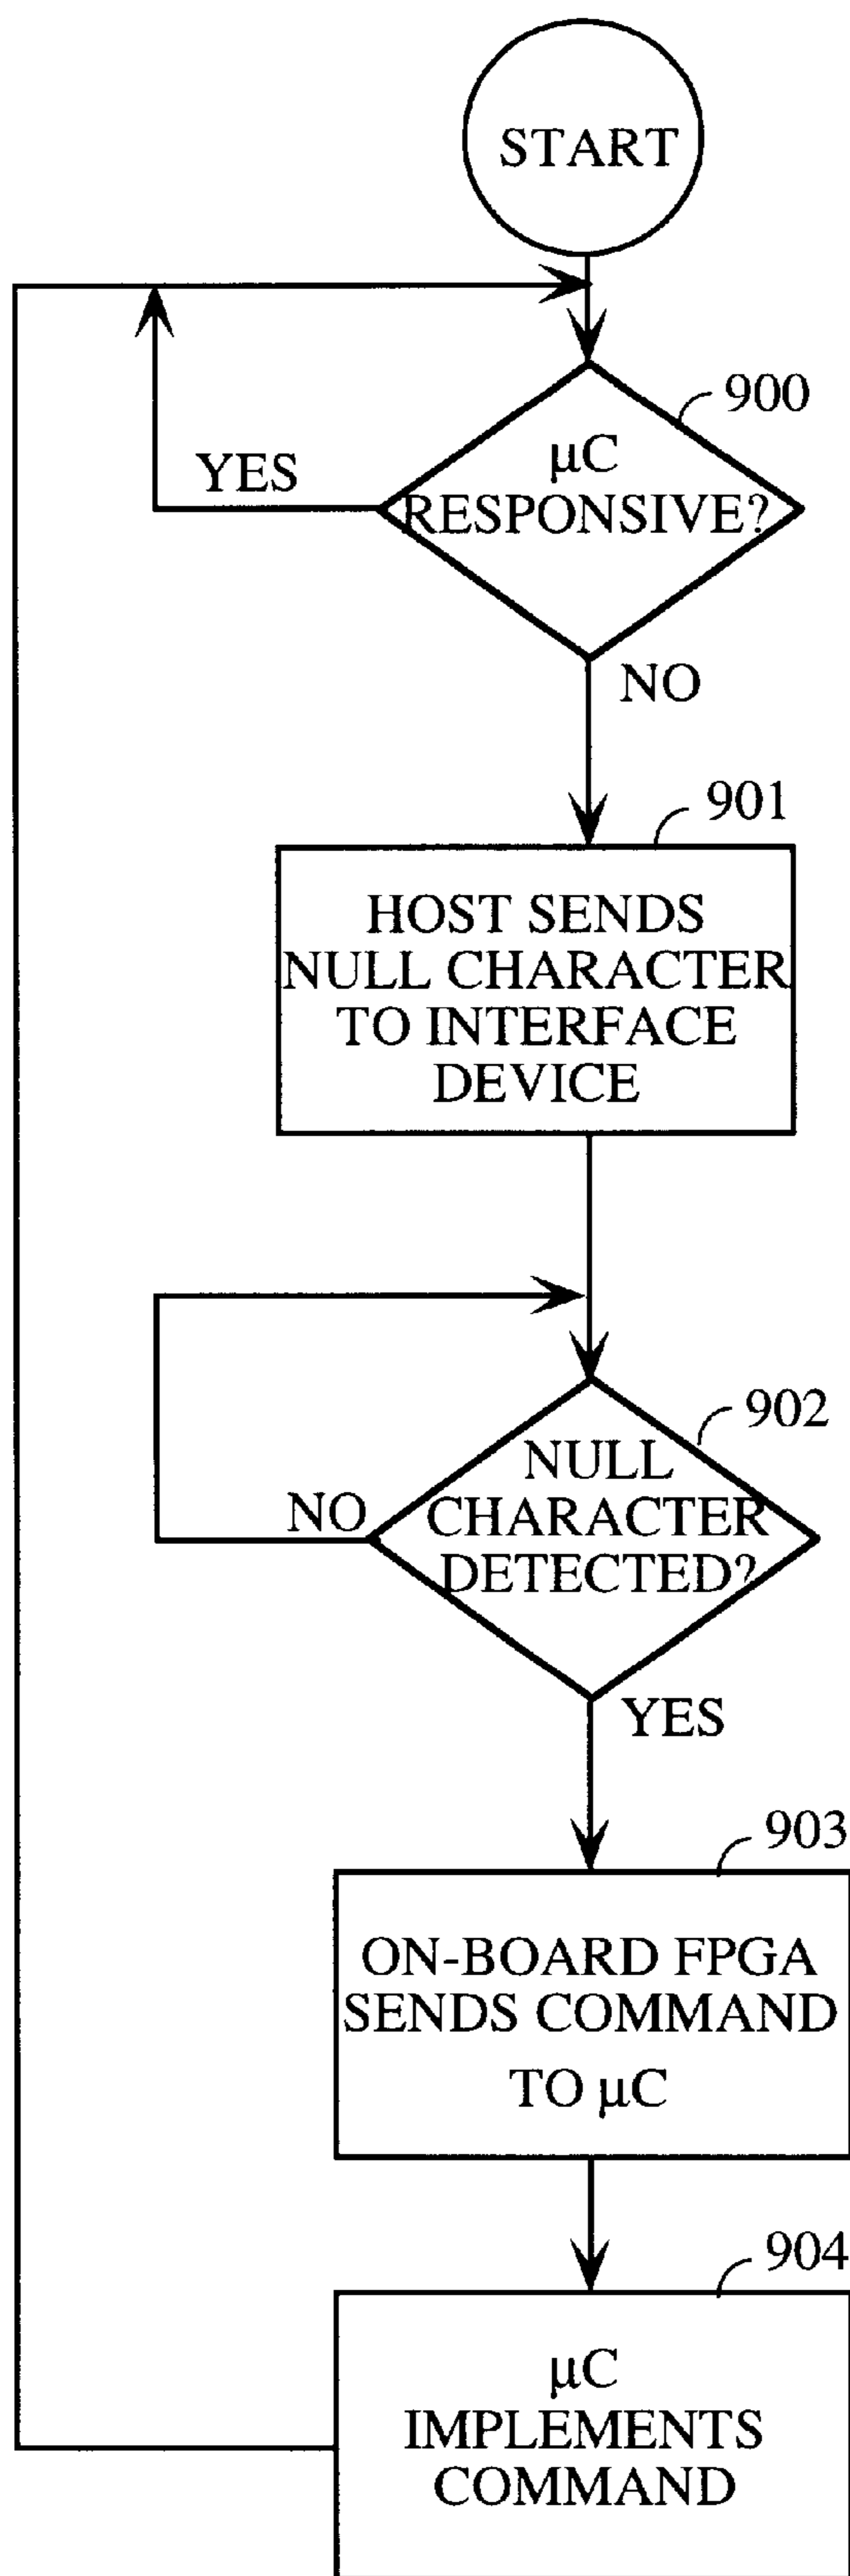 START
900
YES
µC
RESPONSIVE?
NO
901
HOST SENDS
NULL CHARACTER
TO INTERFACE
DEVICE
902
NULL
CHARACTER
DETECTED?
NO
YES
903
ON-BOARD FPGA
SENDS COMMAND
TO µC
904
µC
IMPLEMENTS
COMMAND